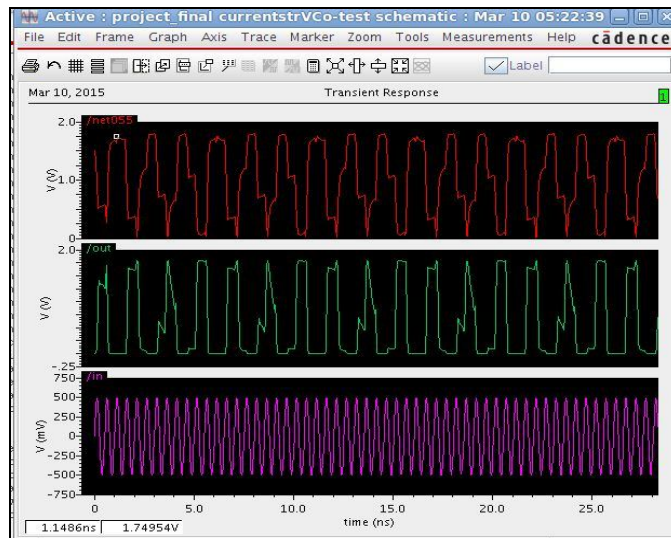 Active : project_final currentstrVCo-test schematic : Mar 10 05:22:39
File Edit Frame Graph Axis Trace Marker Zoom Tools Measurements Help cādence
Label
Mar 10, 2015 Transient Response 1
/net055
2.0
1.0
0
V (V)
/out
2.0
-.25
V (V)
/in
750
500
250
0
-250
-500
-750
V (mV)
0 5.0 10.0 15.0 20.0 25.0
time (ns)
1.1486ns 1.74954V